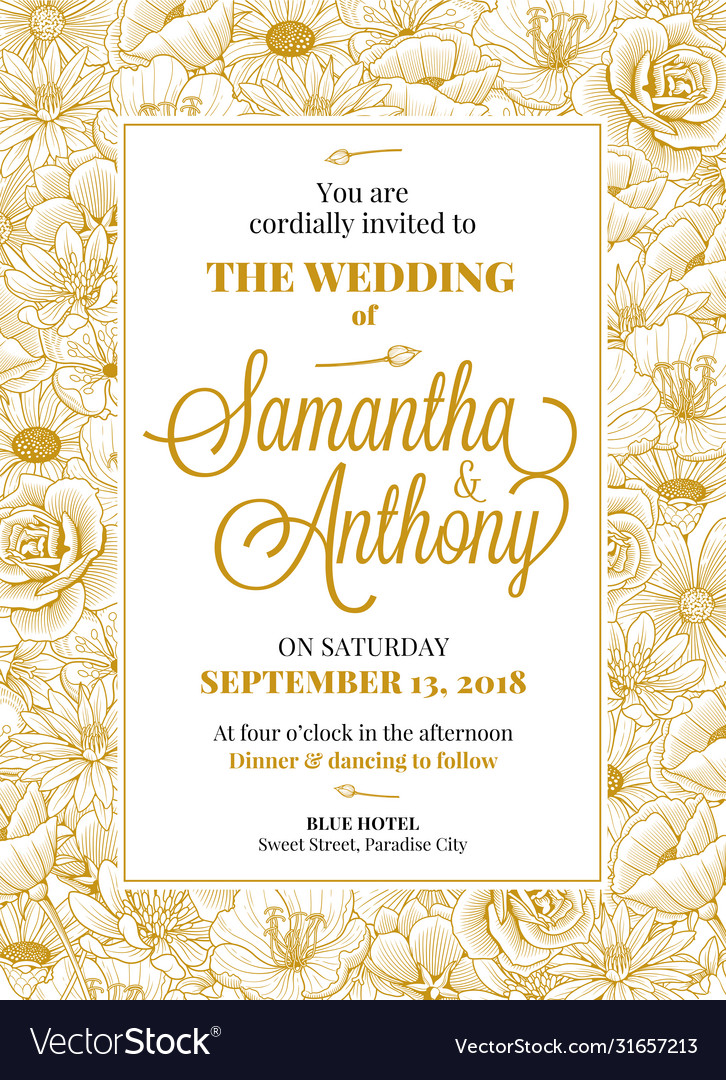 You are
cordially invited to
THE WEDDING
of
Samantha
&
Anthony
ON SATURDAY
SEPTEMBER 13, 2018
At four o’clock in the afternoon
Dinner & dancing to follow
BLUE HOTEL
Sweet Street, Paradise City
VectorStock®
VectorStock.com/31657213